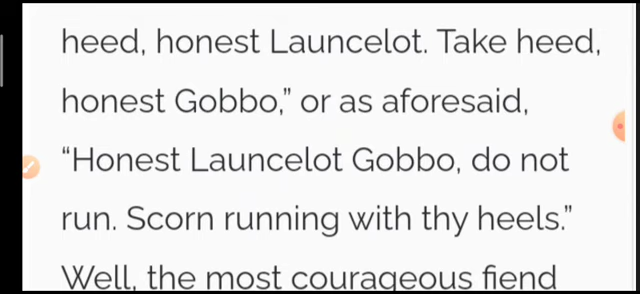 heed, honest Launcelot. Take heed,
honest Gobbo,” or as aforesaid,
“Honest Launcelot Gobbo, do not
run. Scorn running with thy heels.”
Well, the most courageous fiend